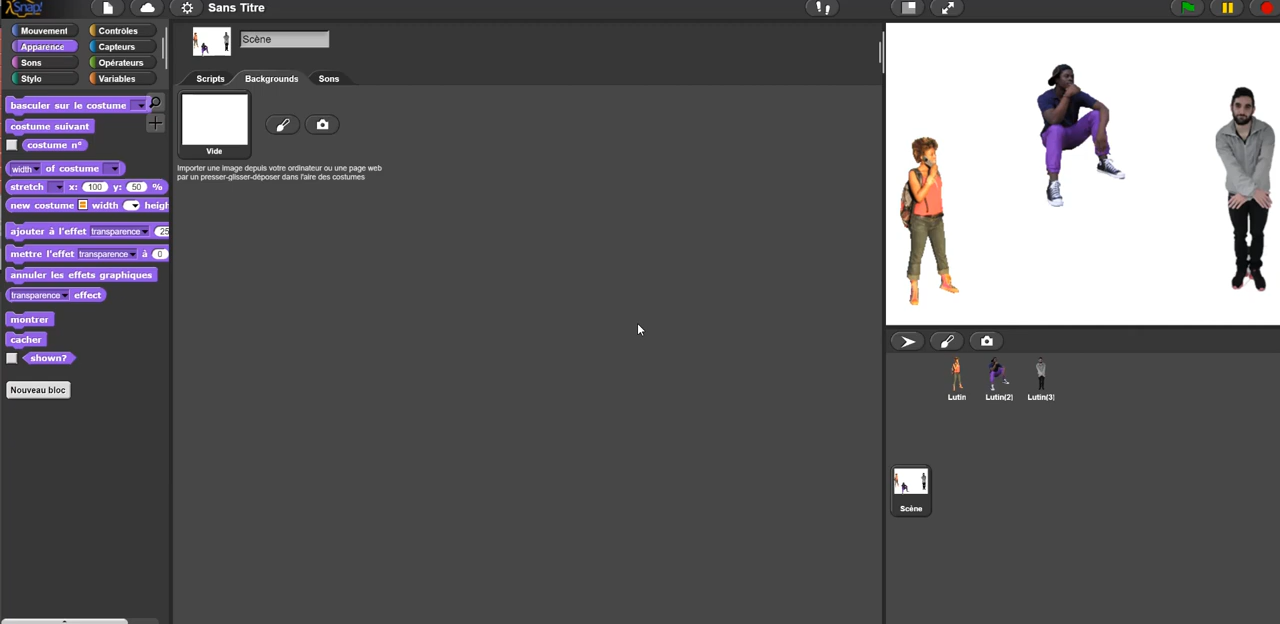 Snap!
Sans Titre
Mouvement
Contrôles
Apparence
Capteurs
Sons
Opérateurs
Stylo
Variables
basculer sur le costume
costume suivant
costume n°
width of costume
stretch x: 100 y: 50 %
new costume width heigh
ajouter à l'effet transparence 25
mettre l'effet transparence à 0
annuler les effets graphiques
transparence effect
montrer
cacher
shown?
Nouveau bloc
Scène
Scripts
Backgrounds
Sons
Vide
Importer une image depuis votre ordinateur ou une page web
par un presser-glisser-déposer dans l'aire des costumes
Lutin
Lutin(2)
Lutin(3)
Scène